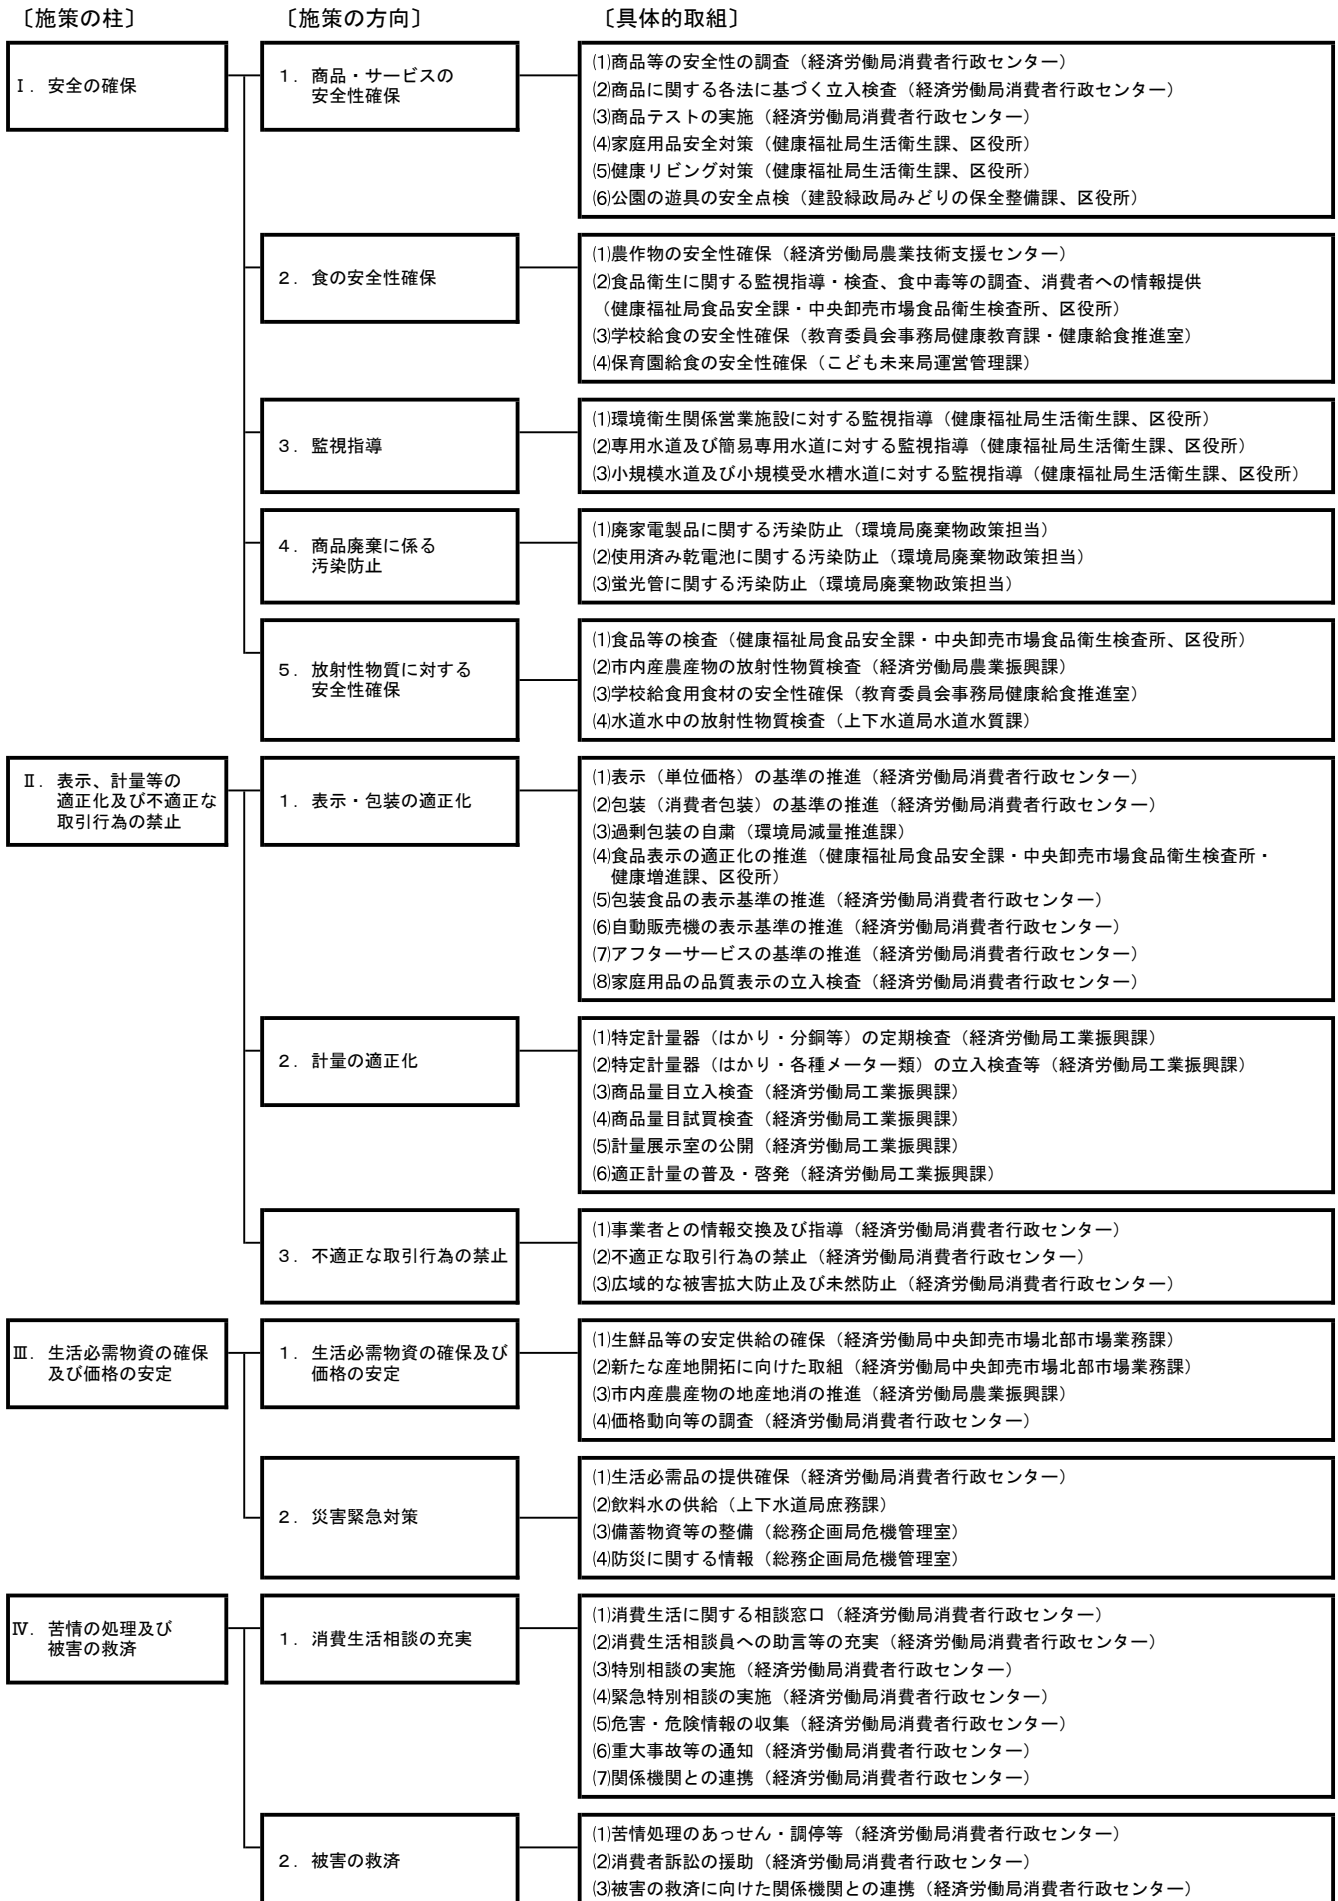 〔施策の柱〕 〔施策の方向〕 〔具体的取組〕
Ⅰ．安全の確保
１．商品・サービスの
安全性確保
⑴商品等の安全性の調査（経済労働局消費者行政センター）
⑵商品に関する各法に基づく立入検査（経済労働局消費者行政センター）
⑶商品テストの実施（経済労働局消費者行政センター）
⑷家庭用品安全対策（健康福祉局生活衛生課、区役所）
⑸健康リビング対策（健康福祉局生活衛生課、区役所）
⑹公園の遊具の安全点検（建設緑政局みどりの保全整備課、区役所）
２．食の安全性確保
⑴農作物の安全性確保（経済労働局農業技術支援センター）
⑵食品衛生に関する監視指導・検査、食中毒等の調査、消費者への情報提供
（健康福祉局食品安全課・中央卸売市場食品衛生検査所、区役所）
⑶学校給食の安全性確保（教育委員会事務局健康教育課・健康給食推進室）
⑷保育園給食の安全性確保（こども未来局運営管理課）
３．監視指導
⑴環境衛生関係営業施設に対する監視指導（健康福祉局生活衛生課、区役所）
⑵専用水道及び簡易専用水道に対する監視指導（健康福祉局生活衛生課、区役所）
⑶小規模水道及び小規模受水槽水道に対する監視指導（健康福祉局生活衛生課、区役所）
４．商品廃棄に係る
汚染防止
⑴廃家電製品に関する汚染防止（環境局廃棄物政策担当）
⑵使用済み乾電池に関する汚染防止（環境局廃棄物政策担当）
⑶蛍光管に関する汚染防止（環境局廃棄物政策担当）
５．放射性物質に対する
安全性確保
⑴食品等の検査（健康福祉局食品安全課・中央卸売市場食品衛生検査所、区役所）
⑵市内産農産物の放射性物質検査（経済労働局農業振興課）
⑶学校給食用食材の安全性確保（教育委員会事務局健康給食推進室）
⑷水道水中の放射性物質検査（上下水道局水道水質課）
Ⅱ．表示、計量等の
適正化及び不適正な
取引行為の禁止
１．表示・包装の適正化
⑴表示（単位価格）の基準の推進（経済労働局消費者行政センター）
⑵包装（消費者包装）の基準の推進（経済労働局消費者行政センター）
⑶過剰包装の自粛（環境局減量推進課）
⑷食品表示の適正化の推進（健康福祉局食品安全課・中央卸売市場食品衛生検査所・
健康増進課、区役所）
⑸包装食品の表示基準の推進（経済労働局消費者行政センター）
⑹自動販売機の表示基準の推進（経済労働局消費者行政センター）
⑺アフターサービスの基準の推進（経済労働局消費者行政センター）
⑻家庭用品の品質表示の立入検査（経済労働局消費者行政センター）
２．計量の適正化
⑴特定計量器（はかり・分銅等）の定期検査（経済労働局工業振興課）
⑵特定計量器（はかり・各種メーター類）の立入検査等（経済労働局工業振興課）
⑶商品量目立入検査（経済労働局工業振興課）
⑷商品量目試買検査（経済労働局工業振興課）
⑸計量展示室の公開（経済労働局工業振興課）
⑹適正計量の普及・啓発（経済労働局工業振興課）
３．不適正な取引行為の禁止
⑴事業者との情報交換及び指導（経済労働局消費者行政センター）
⑵不適正な取引行為の禁止（経済労働局消費者行政センター）
⑶広域的な被害拡大防止及び未然防止（経済労働局消費者行政センター）
Ⅲ．生活必需物資の確保
及び価格の安定
１．生活必需物資の確保及び
価格の安定
⑴生鮮品等の安定供給の確保（経済労働局中央卸売市場北部市場業務課）
⑵新たな産地開拓に向けた取組（経済労働局中央卸売市場北部市場業務課）
⑶市内産農産物の地産地消の推進（経済労働局農業振興課）
⑷価格動向等の調査（経済労働局消費者行政センター）
２．災害緊急対策
⑴生活必需品の提供確保（経済労働局消費者行政センター）
⑵飲料水の供給（上下水道局庶務課）
⑶備蓄物資等の整備（総務企画局危機管理室）
⑷防災に関する情報（総務企画局危機管理室）
Ⅳ．苦情の処理及び
被害の救済
１．消費生活相談の充実
⑴消費生活に関する相談窓口（経済労働局消費者行政センター）
⑵消費生活相談員への助言等の充実（経済労働局消費者行政センター）
⑶特別相談の実施（経済労働局消費者行政センター）
⑷緊急特別相談の実施（経済労働局消費者行政センター）
⑸危害・危険情報の収集（経済労働局消費者行政センター）
⑹重大事故等の通知（経済労働局消費者行政センター）
⑺関係機関との連携（経済労働局消費者行政センター）
２．被害の救済
⑴苦情処理のあっせん・調停等（経済労働局消費者行政センター）
⑵消費者訴訟の援助（経済労働局消費者行政センター）
⑶被害の救済に向けた関係機関との連携（経済労働局消費者行政センター）